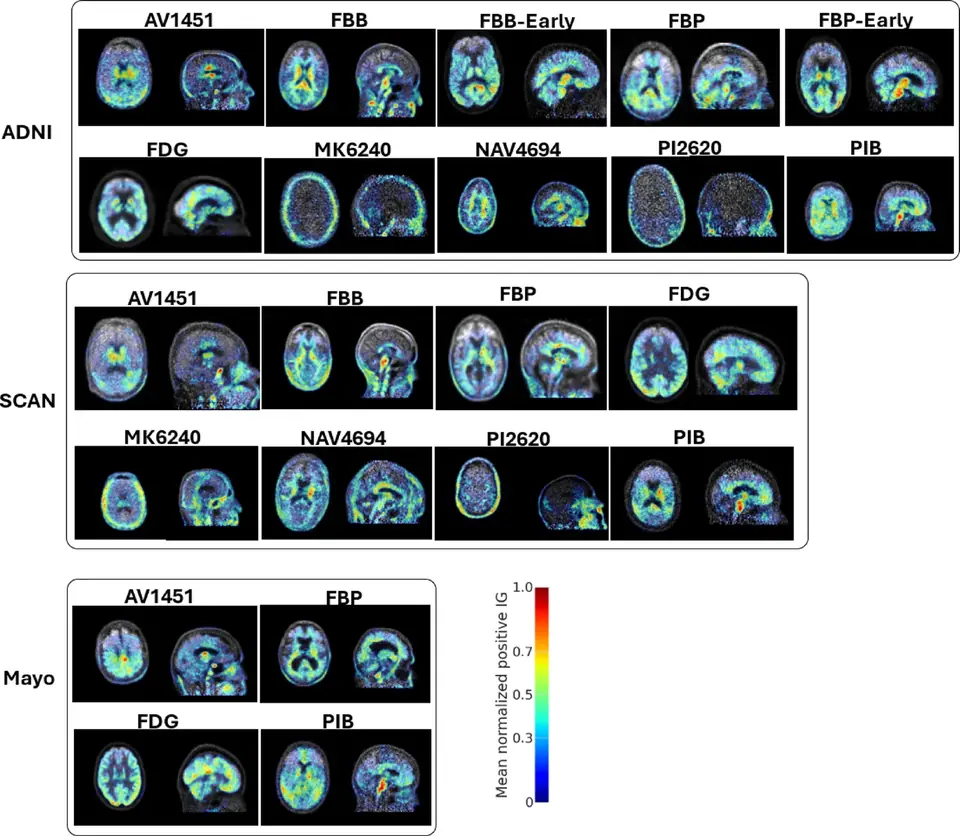 AV1451 FBB FBB-Early FBP FBP-Early
ADNI
FDG MK6240 NAV4694 PI2620 PIB
AV1451 FBB FBP FDG
SCAN
MK6240 NAV4694 PI2620 PIB
AV1451 FBP
Mayo
FDG PIB
Mean normalized positive IG
1.0
0.7
0.5
0.3
0